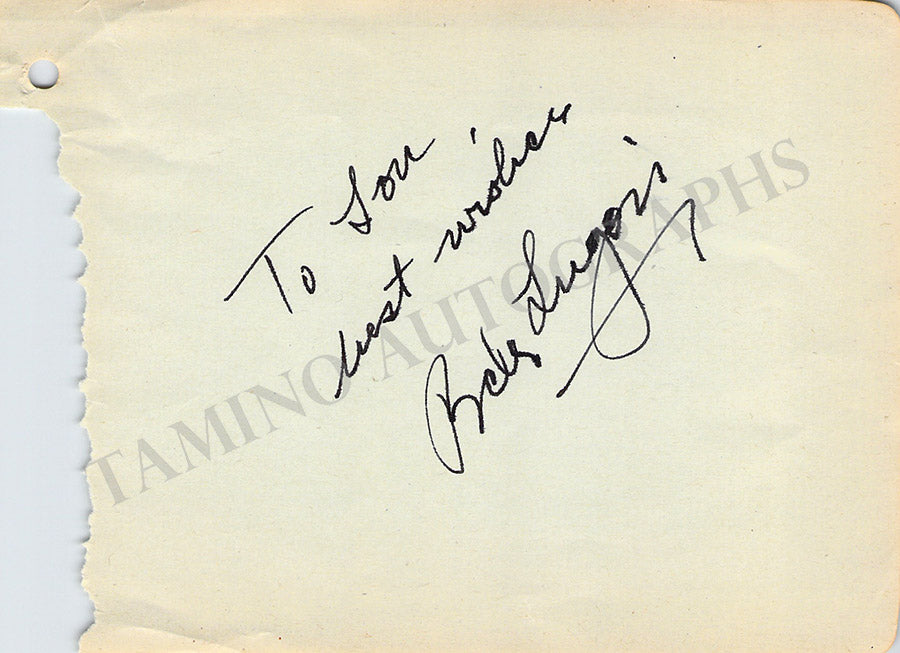 To Lou,
best wishes
Bela Lugosi
TAMINO AUTOGRAPHS